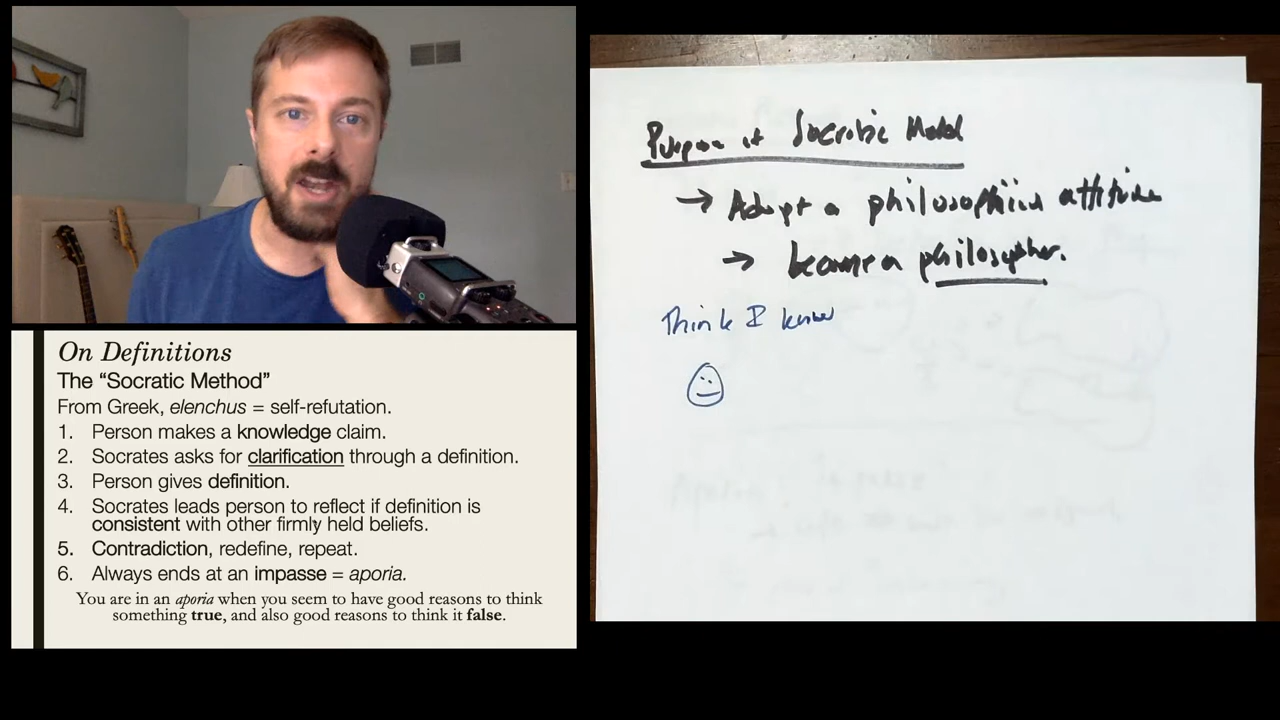 On Definitions
The “Socratic Method”
From Greek, elenchus = self-refutation.
1. Person makes a knowledge claim.
2. Socrates asks for clarification through a definition.
3. Person gives definition.
4. Socrates leads person to reflect if definition is
consistent with other firmly held beliefs.
5. Contradiction, redefine, repeat.
6. Always ends at an impasse = aporia.
You are in an aporia when you seem to have good reasons to think
something true, and also good reasons to think it false.
Purpose of Socratic Method
→ Adopt a philosophical attitude
→ become a philosopher.
Think I know